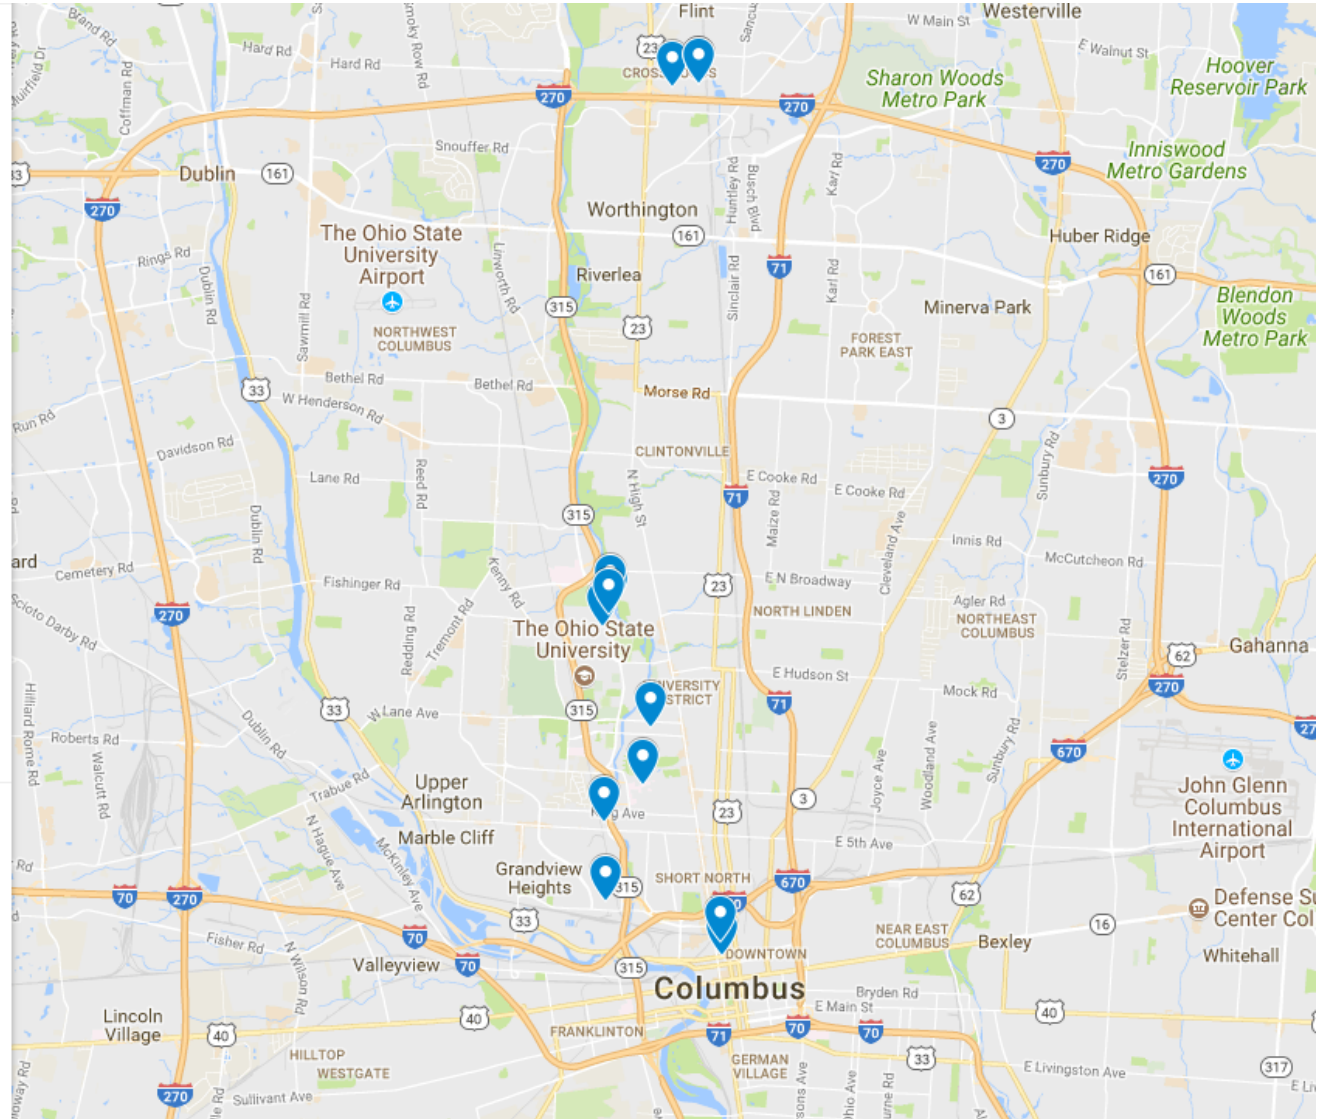 Flint
Westerville
W Main St
E Walnut St
Brand Rd
Muirfield Dr
Hard Rd
Hard Rd
Smoky Row Rd
Coffman Rd
23
Hoover
Reservoir Park
Sharon Woods
Metro Park
270
270
270
Snouffer Rd
Inniswood
Metro Gardens
Dublin
161
270
Huntley Rd
Busch Blvd
Karl Rd
Worthington
161
Huber Ridge
The Ohio State
University
Airport
Rings Rd
Dublin Rd
Linworth Rd
Riverlea
71
Sinclair Rd
Karl Rd
161
315
Sawmill Rd
Minerva Park
Blendon
Woods
Metro Park
NORTHWEST
COLUMBUS
23
FOREST
PARK EAST
Bethel Rd
Bethel Rd
33
W Henderson Rd
Morse Rd
3
Run Rd
Davidson Rd
CLINTONVILLE
Lane Rd
Reed Rd
N High St
E Cooke Rd
E Cooke Rd
Sunbury Rd
270
71
Dublin Rd
315
Maize Rd
Cleveland Ave
Innis Rd
McCutcheon Rd
Cemetery Rd
Fishinger Rd
Kenny Rd
23
E N Broadway
Scioto Darby Rd
270
Redding Rd
Tremont Rd
NORTH LINDEN
Agler Rd
NORTHEAST
COLUMBUS
The Ohio State
University
Stelzer Rd
62
Gahanna
E Hudson St
Mock Rd
270
Hilliard Rome Rd
33
W Lane Ave
315
71
Dublin Rd
Roberts Rd
Walcutt Rd
Trabue Rd
Joyce Ave
Woodland Ave
Sunbury Rd
670
John Glenn
Columbus
International
Airport
Upper
Arlington
3
23
N Hague Ave
McKinley Ave
Marble Cliff
E 5th Ave
Grandview
Heights
315
SHORT NORTH
670
70
270
62
33
16
Defense Su
Center Col
70
Fisher Rd
N Wilson Rd
Valleyview
70
315
DOWNTOWN
NEAR EAST
COLUMBUS
Bexley
Whitehall
Columbus
Bryden Rd
E Main St
Lincoln
Village
40
40
FRANKLINTON
71
70
70
40
HILLTOP
WESTGATE
GERMAN
VILLAGE
33
E Livingston Ave
317
270
Sullivant Ave